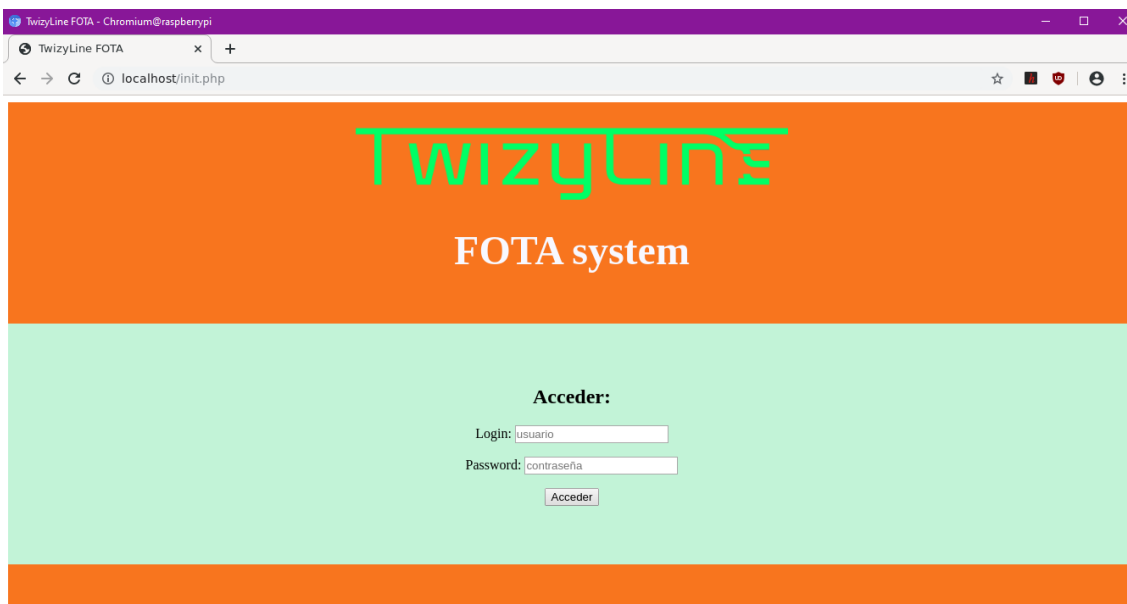 TwizyLine FOTA - Chromium@raspberrypi
TwizyLine FOTA
localhost/init.php
TwizyLine
FOTA system
Acceder:
Login: usuario
Password: contraseña
Acceder